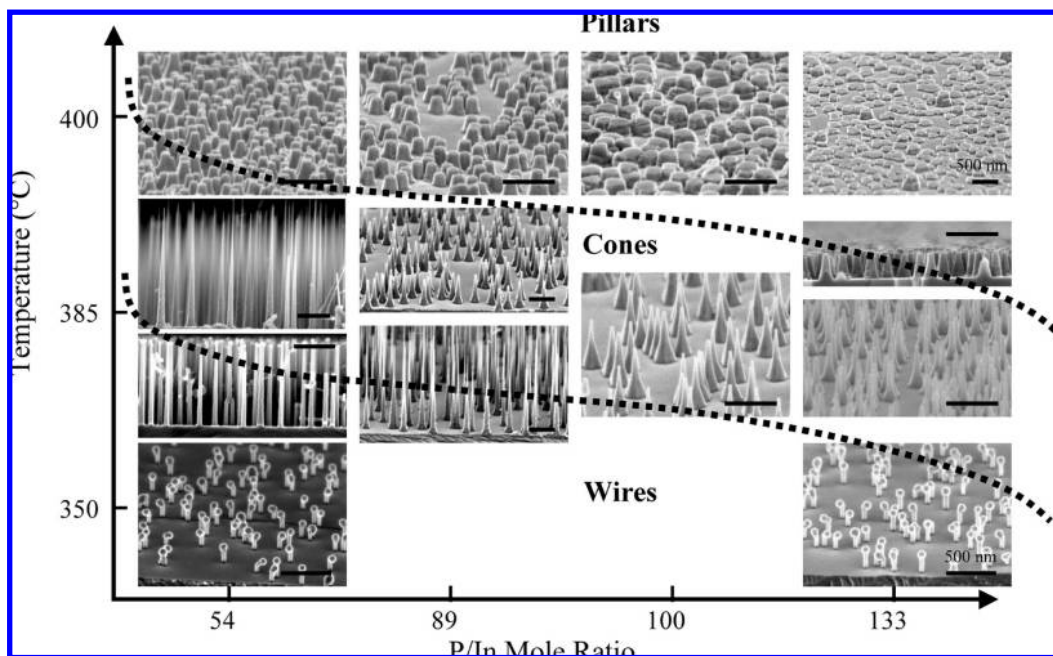 Pillars
400
500 nm
Cones
385
Temperature (°C)
350
Wires
500 nm
54 89 100 133
P/In Mole Ratio